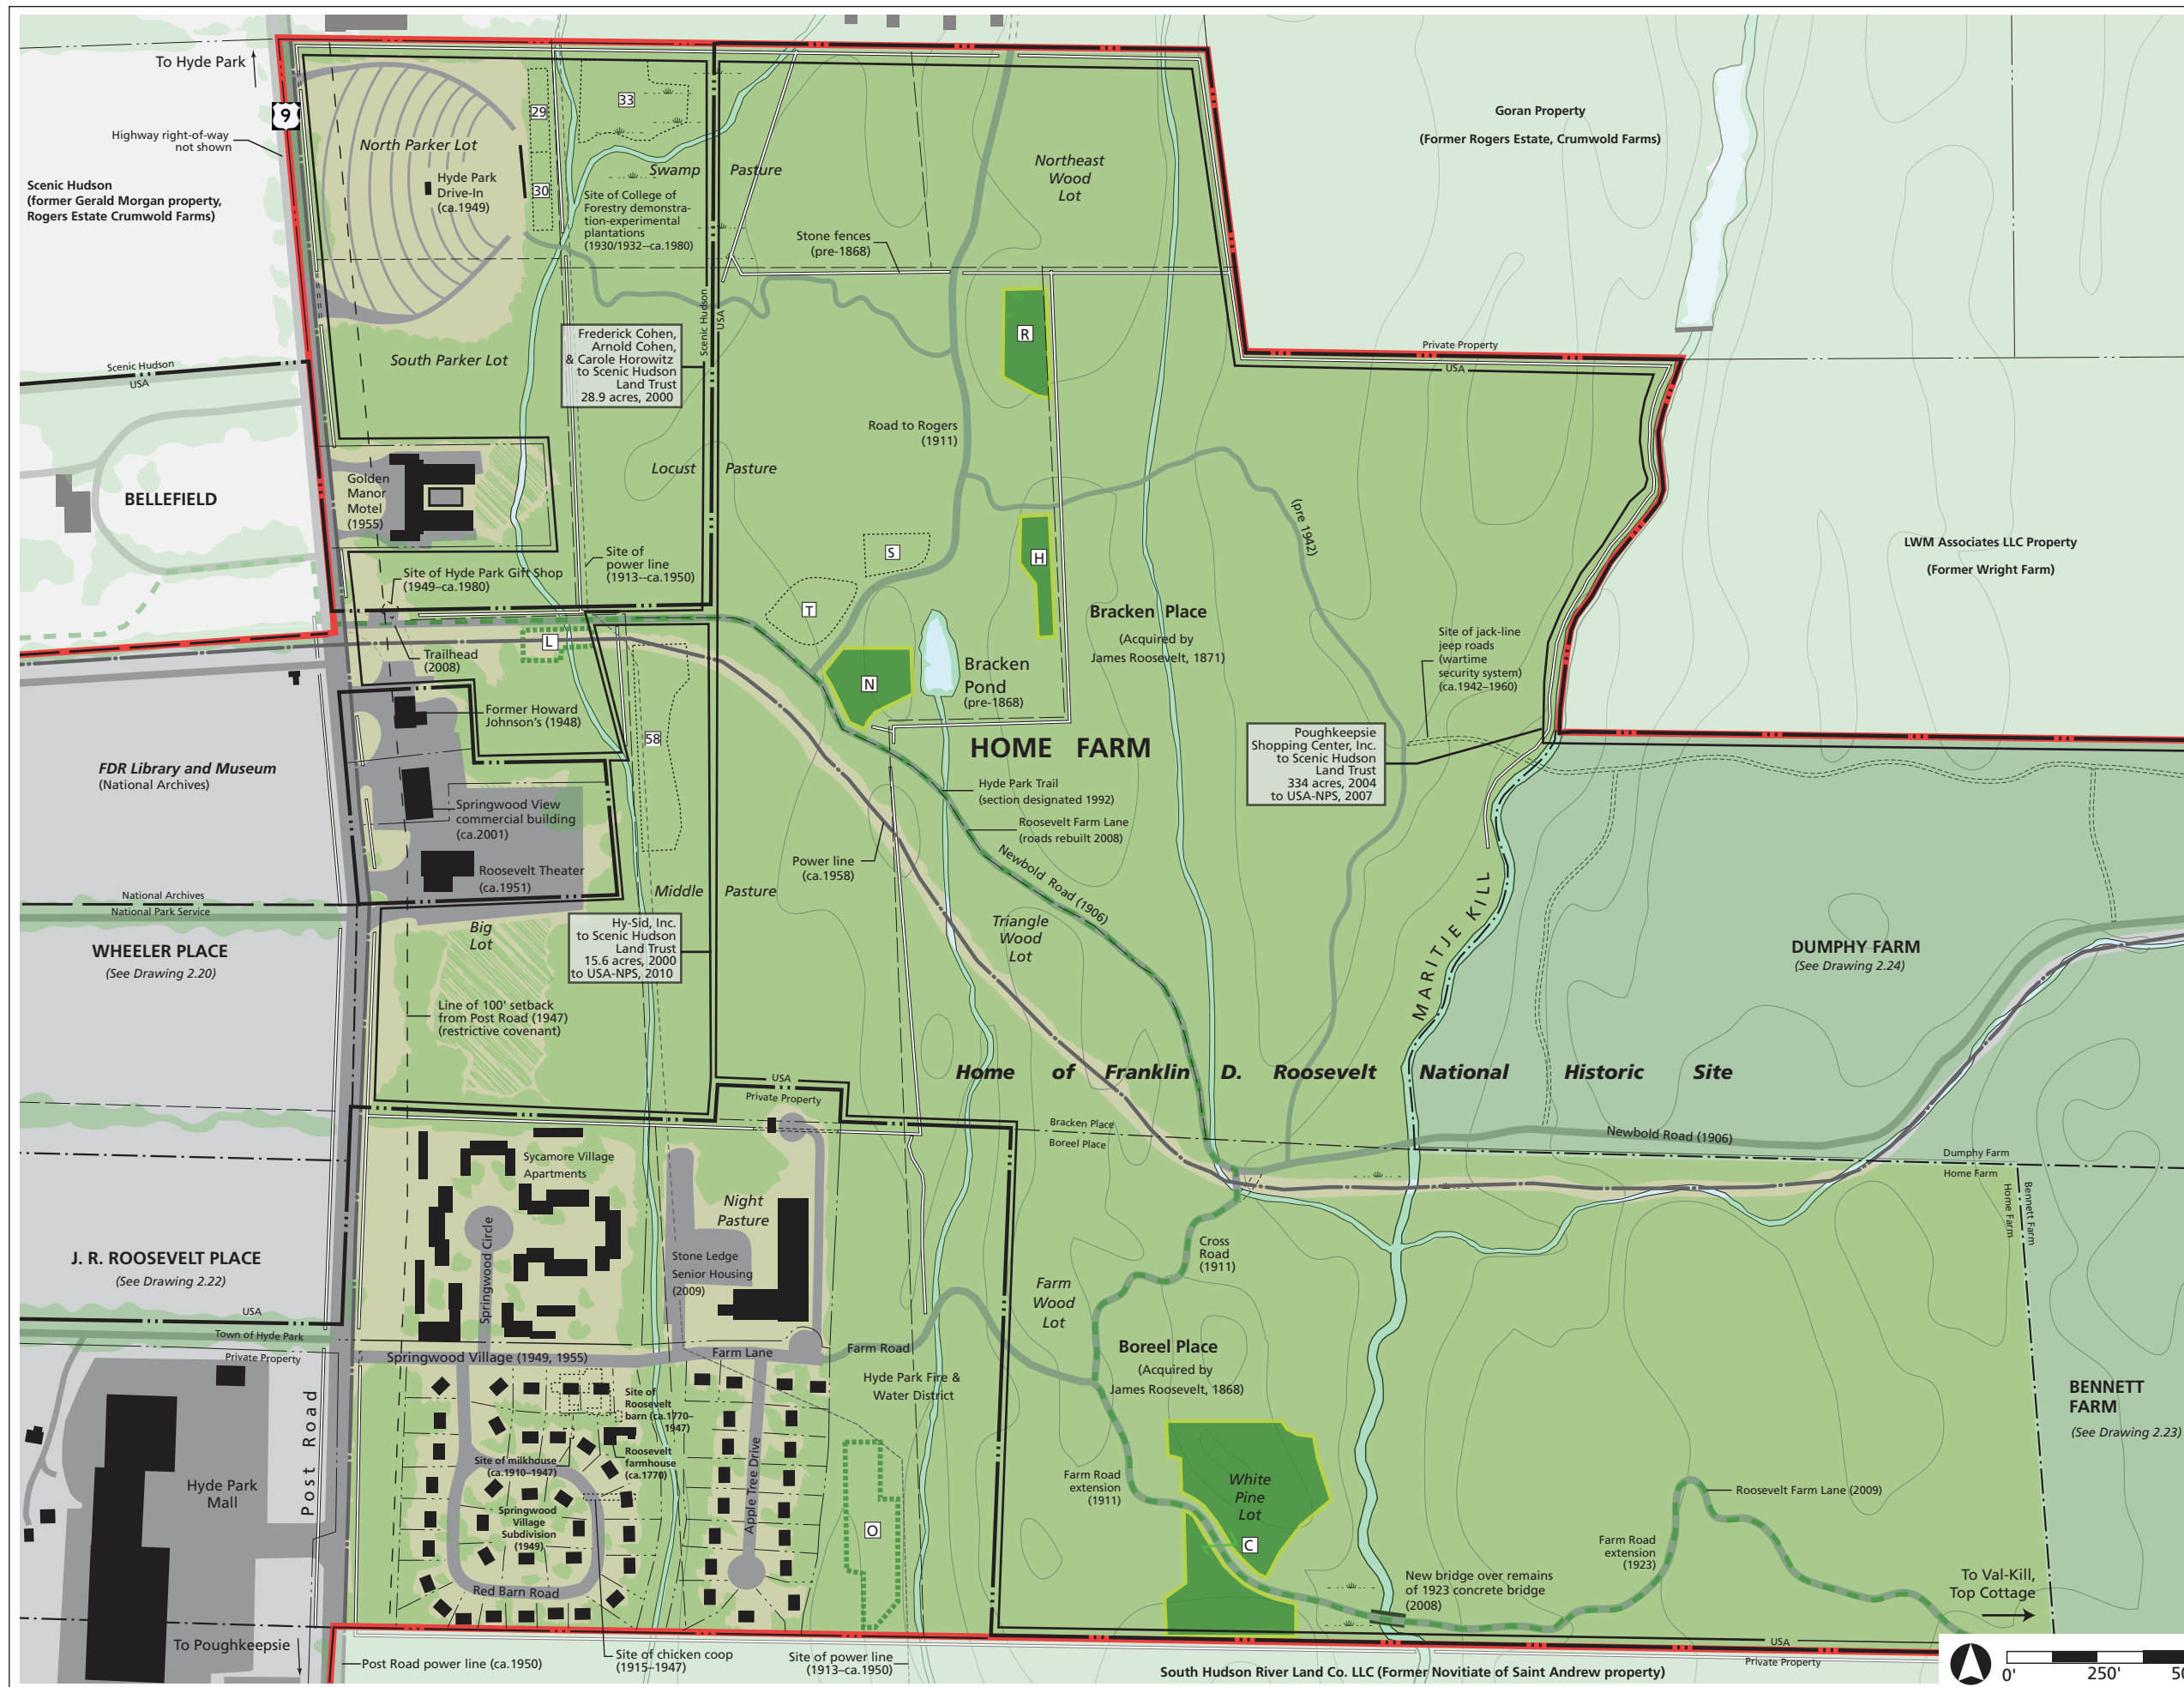 To Hyde Park
9
Highway right-of-way
not shown
Scenic Hudson
(former Gerald Morgan property,
Rogers Estate Crumwold Farms)
North Parker Lot
Hyde Park
Drive-In
(ca.1949)
29
30
33
Swamp
Pasture
Site of College of
Forestry demonstra-
tion-experimental
plantations
(1930/1932--ca.1980)
Stone fences
(pre-1868)
Northeast
Wood
Lot
Goran Property
(Former Rogers Estate, Crumwold Farms)
Scenic Hudson
USA
South Parker Lot
Frederick Cohen,
Arnold Cohen,
& Carole Horowitz
to Scenic Hudson
Land Trust
28.9 acres, 2000
Scenic Hudson
USA
R
Private Property
USA
Road to Rogers
(1911)
Locust
Pasture
BELLEFIELD
Golden
Manor
Motel
(1955)
(pre 1942)
LWM Associates LLC Property
(Former Wright Farm)
S
H
Site of
power line
(1913--ca.1950)
Site of Hyde Park Gift Shop
(1949–ca.1980)
T
Bracken Place
(Acquired by
James Roosevelt, 1871)
L
Trailhead
(2008)
N
Bracken
Pond
(pre-1868)
Site of jack-line
jeep roads
(wartime
security system)
(ca.1942–1960)
Former Howard
Johnson's (1948)
58
HOME FARM
Poughkeepsie
Shopping Center, Inc.
to Scenic Hudson
Land Trust
334 acres, 2004
to USA-NPS, 2007
FDR Library and Museum
(National Archives)
Springwood View
commercial building
(ca.2001)
Hyde Park Trail
(section designated 1992)
Roosevelt Farm Lane
(roads rebuilt 2008)
Newbold Road (1906)
Power line
(ca.1958)
Roosevelt Theater
(ca.1951)
Middle
Pasture
National Archives
National Park Service
MARITJE KILL
Big
Lot
Hy-Sid, Inc.
to Scenic Hudson
Land Trust
15.6 acres, 2000
to USA-NPS, 2010
Triangle
Wood
Lot
WHEELER PLACE
(See Drawing 2.20)
DUMPHY FARM
(See Drawing 2.24)
Line of 100' setback
from Post Road (1947)
(restrictive covenant)
Home of Franklin D. Roosevelt National Historic Site
USA
Private Property
Bracken Place
Boreel Place
Newbold Road (1906)
Dumphy Farm
Home Farm
Home Farm
Bennett Farm
Sycamore Village
Apartments
Night
Pasture
Springwood Circle
Stone Ledge
Senior Housing
(2009)
Cross
Road
(1911)
J. R. ROOSEVELT PLACE
(See Drawing 2.22)
Farm
Wood
Lot
USA
Town of Hyde Park
Private Property
Springwood Village (1949, 1955)
Farm Lane
Farm Road
Boreel Place
(Acquired by
James Roosevelt, 1868)
Hyde Park Fire &
Water District
BENNETT
FARM
(See Drawing 2.23)
Post Road
Site of
Roosevelt
barn (ca.1770–
1947)
Roosevelt
farmhouse
(ca.1770)
Site of milkhouse
(ca.1910–1947)
Apple Tree Drive
Farm Road
extension
(1911)
White
Pine
Lot
Hyde Park
Mall
Springwood
Village
Subdivision
(1949)
O
C
Roosevelt Farm Lane (2009)
Farm Road
extension
(1923)
Red Barn Road
New bridge over remains
of 1923 concrete bridge
(2008)
To Val-Kill,
Top Cottage
To Poughkeepsie
Post Road power line (ca.1950)
Site of chicken coop
(1915–1947)
Site of power line
(1913–ca.1950)
South Hudson River Land Co. LLC (Former Novitiate of Saint Andrew property)
USA
Private Property
0'
250'